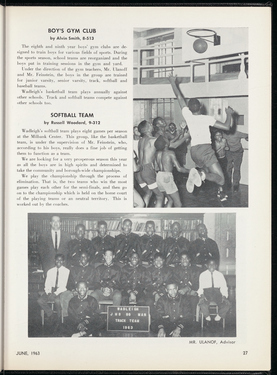 BOY'S GYM CLUB
by Alvin Smith, 8-313
The eighth and ninth year boys' gym clubs are de-
signed to train boys for various fields of sports. During
the sports season, school teams are reorganized and the
boys put in training sessions in the gym and yard.
Under the direction of the gym teachers, Mr. Ulanoff
and Mr. Feinstein, the boys in the group are trained
for junior varsity, senior varsity, track, softball and
baseball teams.
Wadleigh's basketball team plays annually against
other schools. Track and softball teams compete against
other schools too.
SOFTBALL TEAM
by Russell Woodard, 9-312
Wadleigh's softball team plays eight games per season
at the Millbank Center. This group, like the basketball
team, is under the supervision of Mr. Feinstein, who,
according to his boys, really does a fine job of getting
them to function as a team.
We are looking for a very prosperous season this year
as all the boys are in high spirits and determined to
take the community and borough-wide championships.
We play the championship through the process of
elimination. That is, the two teams who win the most
games play each other for the semi-finals, and then go
on to the championship which is held on the home court
of the playing teams or on neutral territory. This is
worked out by the coaches.
WADLEIGH
TRACK TEAM
1963
MR. ULANOF, Advisor
JUNE, 1963
37